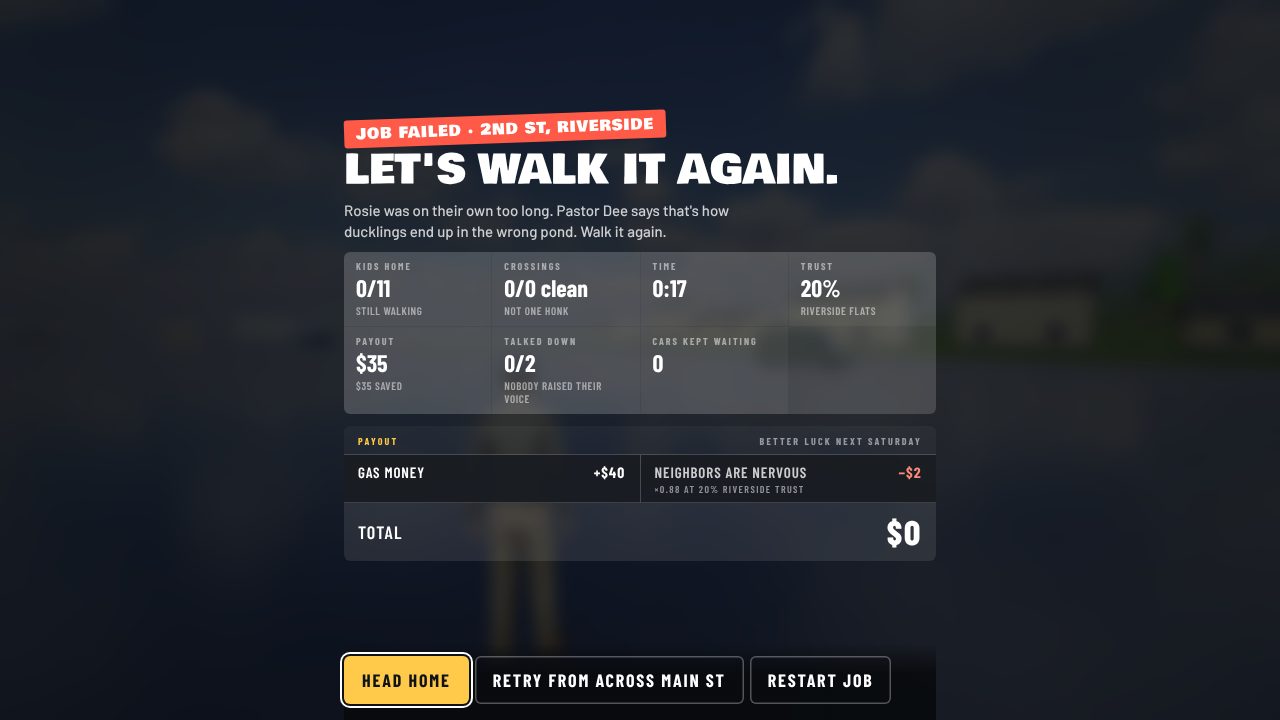 JOB FAILED · 2ND ST, RIVERSIDE
LET'S WALK IT AGAIN.
Rosie was on their own too long. Pastor Dee says that's how
ducklings end up in the wrong pond. Walk it again.
KIDS HOME
0/11
STILL WALKING
CROSSINGS
0/0 clean
NOT ONE HONK
TIME
0:17
TRUST
20%
RIVERSIDE FLATS
PAYOUT
$35
$35 SAVED
TALKED DOWN
0/2
NOBODY RAISED THEIR
VOICE
CARS KEPT WAITING
0
PAYOUT
BETTER LUCK NEXT SATURDAY
GAS MONEY +$40
NEIGHBORS ARE NERVOUS −$2
×0.88 AT 20% RIVERSIDE TRUST
TOTAL $0
HEAD HOME
RETRY FROM ACROSS MAIN ST
RESTART JOB